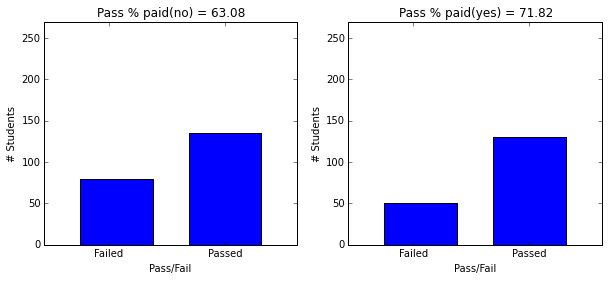 Pass % paid(no) = 63.08
250
200
150
100
50
0
# Students
Failed
Passed
Pass/Fail
Pass % paid(yes) = 71.82
250
200
150
100
50
0
# Students
Failed
Passed
Pass/Fail